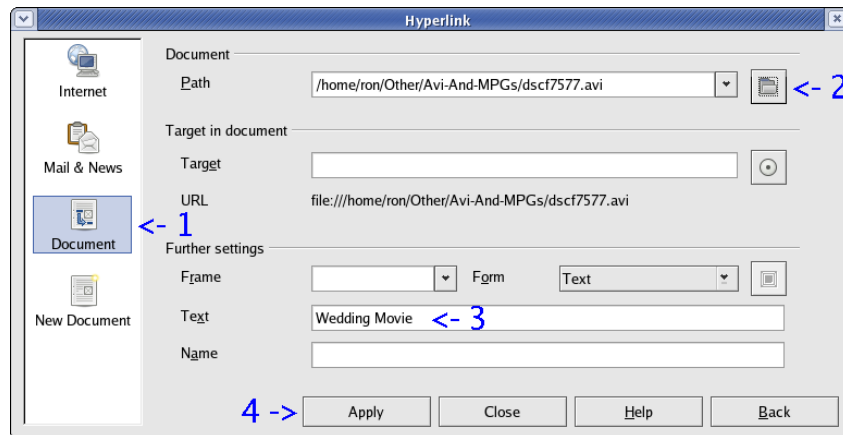 Hyperlink
Internet
Mail & News
Document
<- 1
New Document
Document
Path
/home/ron/Other/Avi-And-MPGs/dscf7577.avi
<- 2
Target in document
Target
URL
file:///home/ron/Other/Avi-And-MPGs/dscf7577.avi
Further settings
Frame
Form
Text
Text
Wedding Movie
<- 3
Name
4 ->
Apply
Close
Help
Back